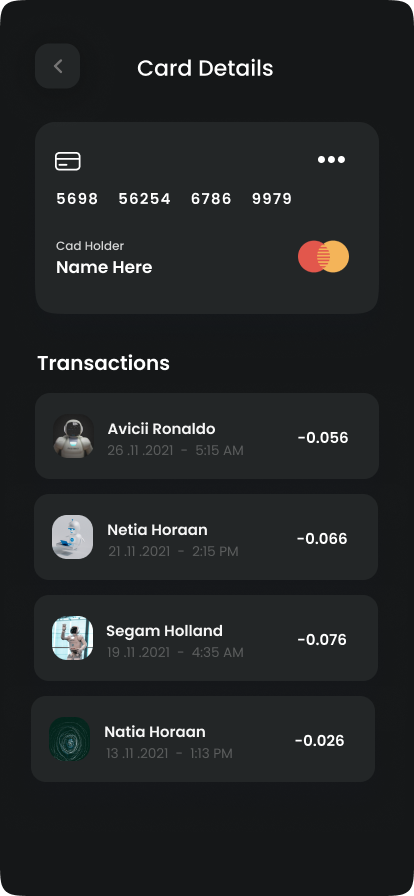 Card Details
5698 56254 6786 9979
Cad Holder
Name Here
Transactions
Avicii Ronaldo
-0.056
26 .11 .2021 - 5:15 AM
Netia Horaan
-0.066
21 .11 .2021 - 2:15 PM
Segam Holland
-0.076
19 .11 .2021 - 4:35 AM
Natia Horaan
-0.026
13 .11 .2021 - 1:13 PM